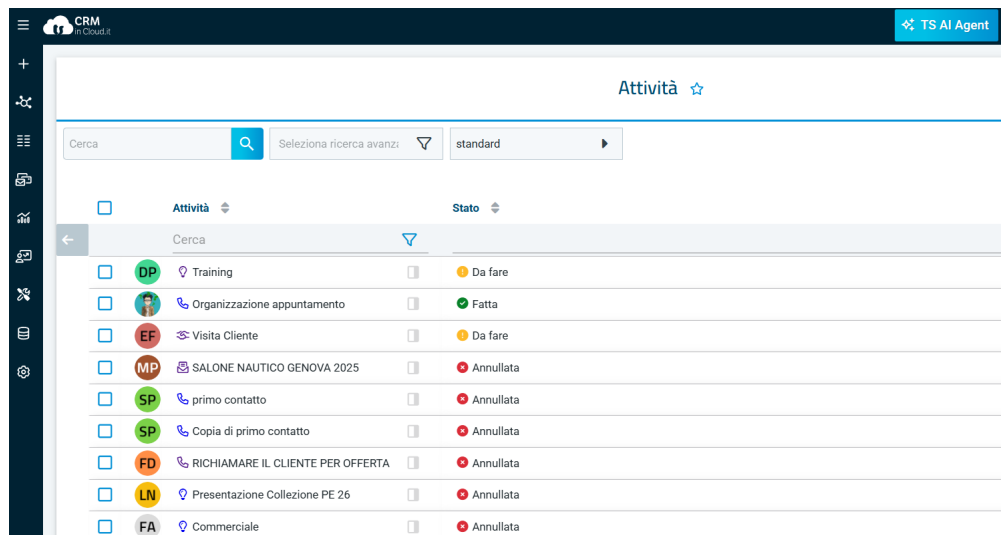 CRM
in Cloud.it
TS AI Agent
Attività
Cerca
Seleziona ricerca avanz
standard
Attività
Stato
Cerca
DP Training Da fare
Organizzazione appuntamento Fatta
EF Visita Cliente Da fare
MP SALONE NAUTICO GENOVA 2025 Annullata
SP primo contatto Annullata
SP Copia di primo contatto Annullata
FD RICHIAMARE IL CLIENTE PER OFFERTA Annullata
LN Presentazione Collezione PE 26 Annullata
FA Commerciale Annullata